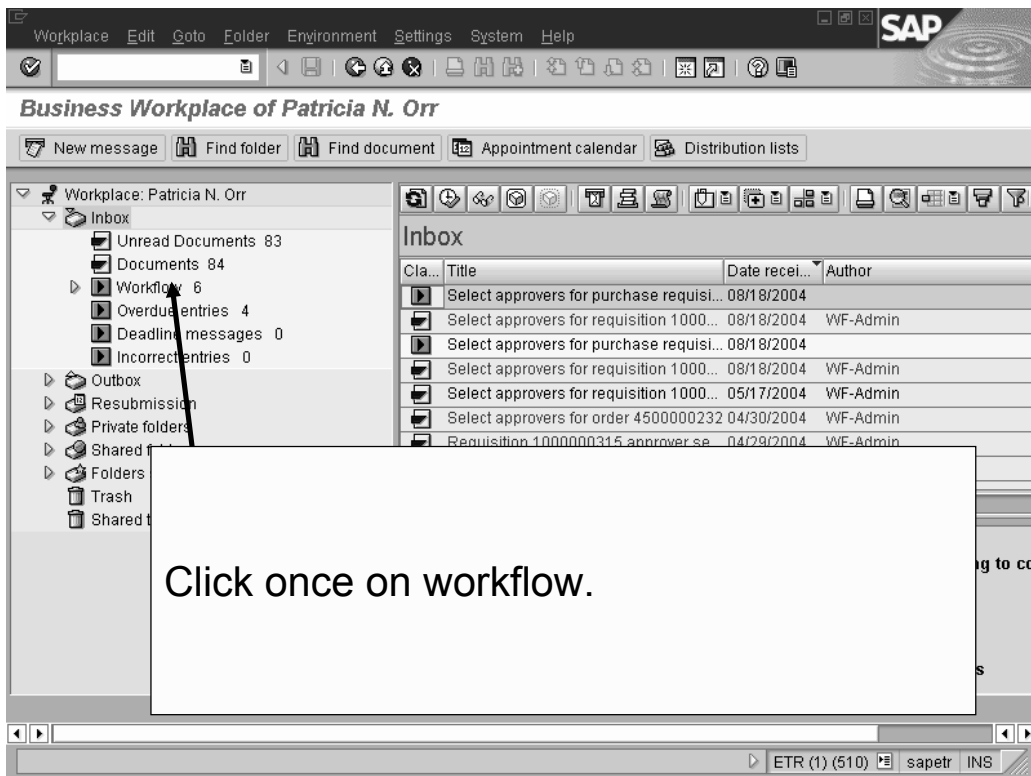 Workplace Edit Goto Folder Environment Settings System Help
SAP
Business Workplace of Patricia N. Orr
New message Find folder Find document Appointment calendar Distribution lists
Workplace: Patricia N. Orr
Inbox
Unread Documents 83
Documents 84
Workflow 6
Overdue entries 4
Deadline messages 0
Incorrect entries 0
Outbox
Resubmission
Private folders
Shared f
Folders
Trash
Shared t
Inbox
Cla... Title Date recei... Author
Select approvers for purchase requisi... 08/18/2004
Select approvers for requisition 1000... 08/18/2004 WF-Admin
Select approvers for purchase requisi... 08/18/2004
Select approvers for requisition 1000... 08/18/2004 WF-Admin
Select approvers for requisition 1000... 05/17/2004 WF-Admin
Select approvers for order 4500000232 04/30/2004 WF-Admin
Requisition 1000000315 approver se... 04/29/2004 WF-Admin
Click once on workflow.
ETR (1) (510) sapetr INS